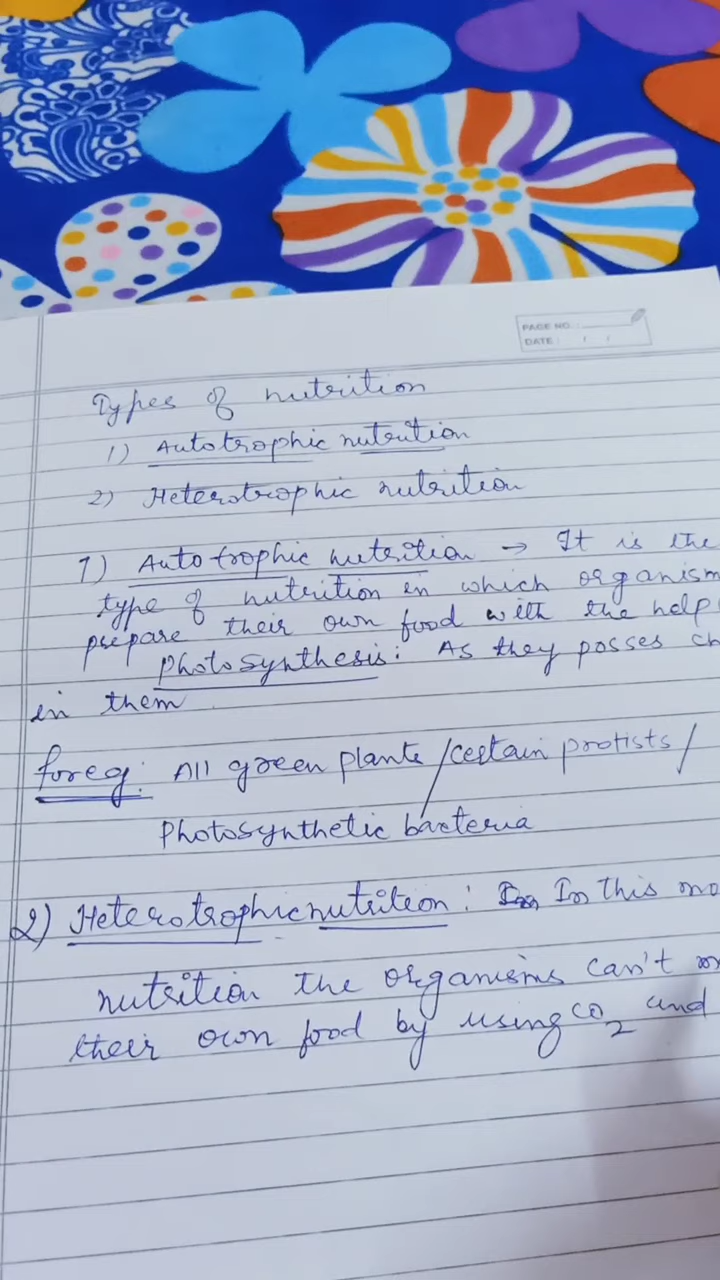 PAGE NO.:
DATE: / /
Types of nutrition
1) Autotrophic nutrition
2) Heterotrophic nutrition
1) Autotrophic nutrition → It is the
type of nutrition in which organism
prepare their own food with the help
photosynthesis: As they posses ch
in them
foreg: All green plants /certain protists/
Photosynthetic bacteria
2) Heterotrophic nutrition: In this mo
nutrition the organisms can't
their own food by using CO2 and